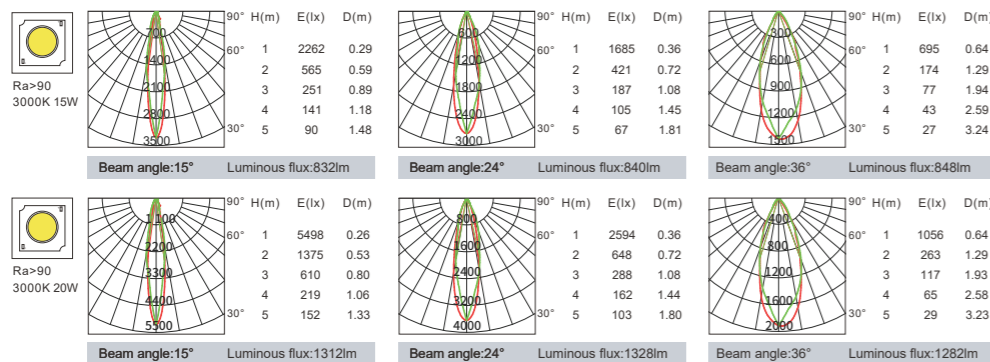 90° H(m) E(lx) D(m)
700
60° 1 2262 0.29
1400
2 565 0.59
2100
3 251 0.89
2800
4 141 1.18
30° 5 90 1.48
3500
Beam angle:15° Luminous flux:832lm
90° H(m) E(lx) D(m)
600
60° 1 1685 0.36
1200
2 421 0.72
1800
3 187 1.08
2400
4 105 1.45
30° 5 67 1.81
3000
Beam angle:24° Luminous flux:840lm
90° H(m) E(lx) D(m)
300
60° 1 695 0.64
600
2 174 1.29
900
3 77 1.94
1200
4 43 2.59
30° 5 27 3.24
1500
Beam angle:36° Luminous flux:848lm
Ra>90
3000K 15W
90° H(m) E(lx) D(m)
1100
60° 1 5498 0.26
2200
2 1375 0.53
3300
3 610 0.80
4400
4 219 1.06
30° 5 152 1.33
5500
Beam angle:15° Luminous flux:1312lm
90° H(m) E(lx) D(m)
800
60° 1 2594 0.36
1600
2 648 0.72
2400
3 288 1.08
3200
4 162 1.44
30° 5 103 1.80
4000
Beam angle:24° Luminous flux:1328lm
90° H(m) E(lx) D(m)
400
60° 1 1056 0.64
800
2 263 1.29
1200
3 117 1.93
1600
4 65 2.58
30° 5 29 3.23
2000
Beam angle:36° Luminous flux:1282lm
Ra>90
3000K 20W